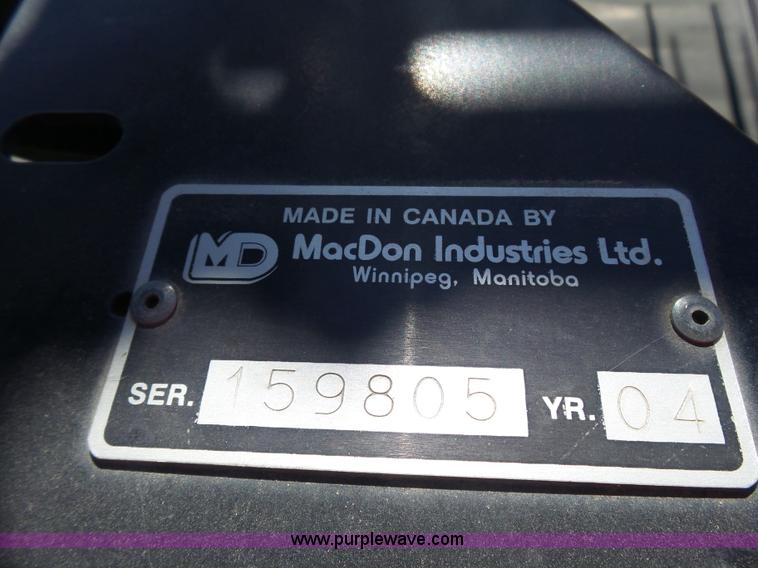 MADE IN CANADA BY
MD MacDon Industries Ltd.
Winnipeg, Manitoba
SER. 159805 YR. 04
www.purplewave.com